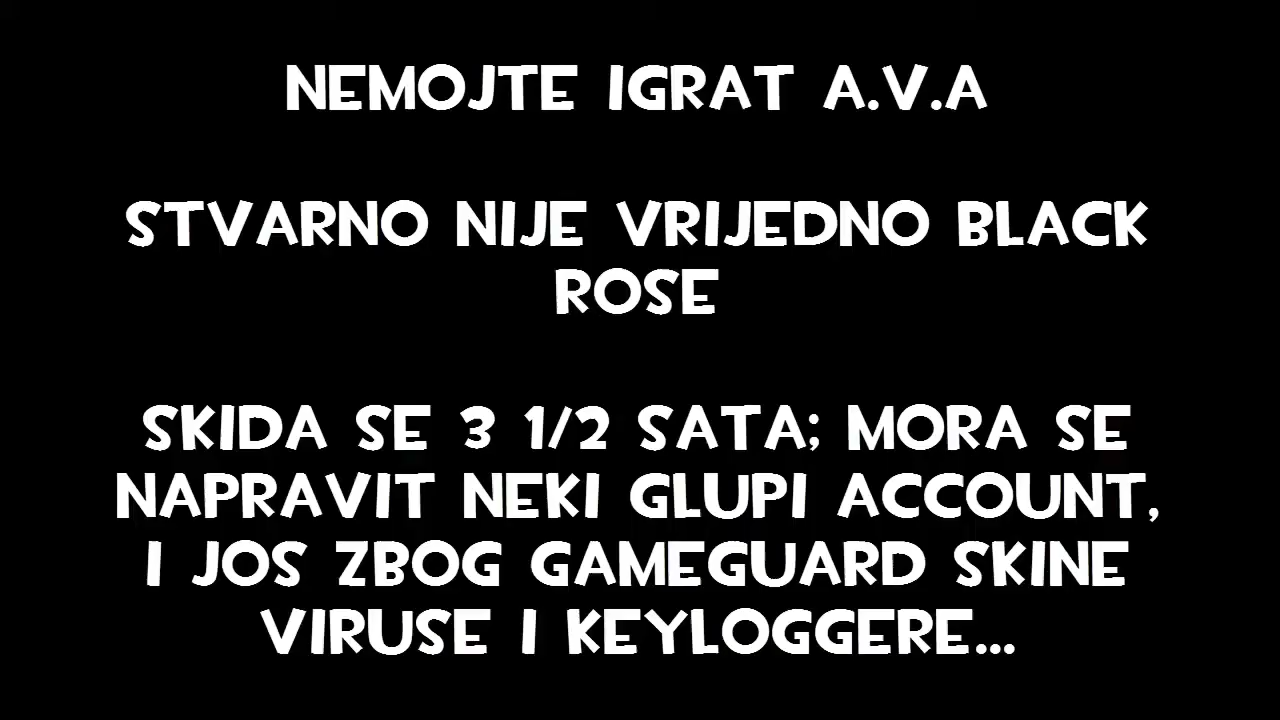 NEMOJTE IGRAT A.V.A
STVARNO NIJE VRIJEDNO BLACK
ROSE
SKIDA SE 3 1/2 SATA; MORA SE
NAPRAVIT NEKI GLUPI ACCOUNT,
I JOS ZBOG GAMEGUARD SKINE
VIRUSE I KEYLOGGERE...